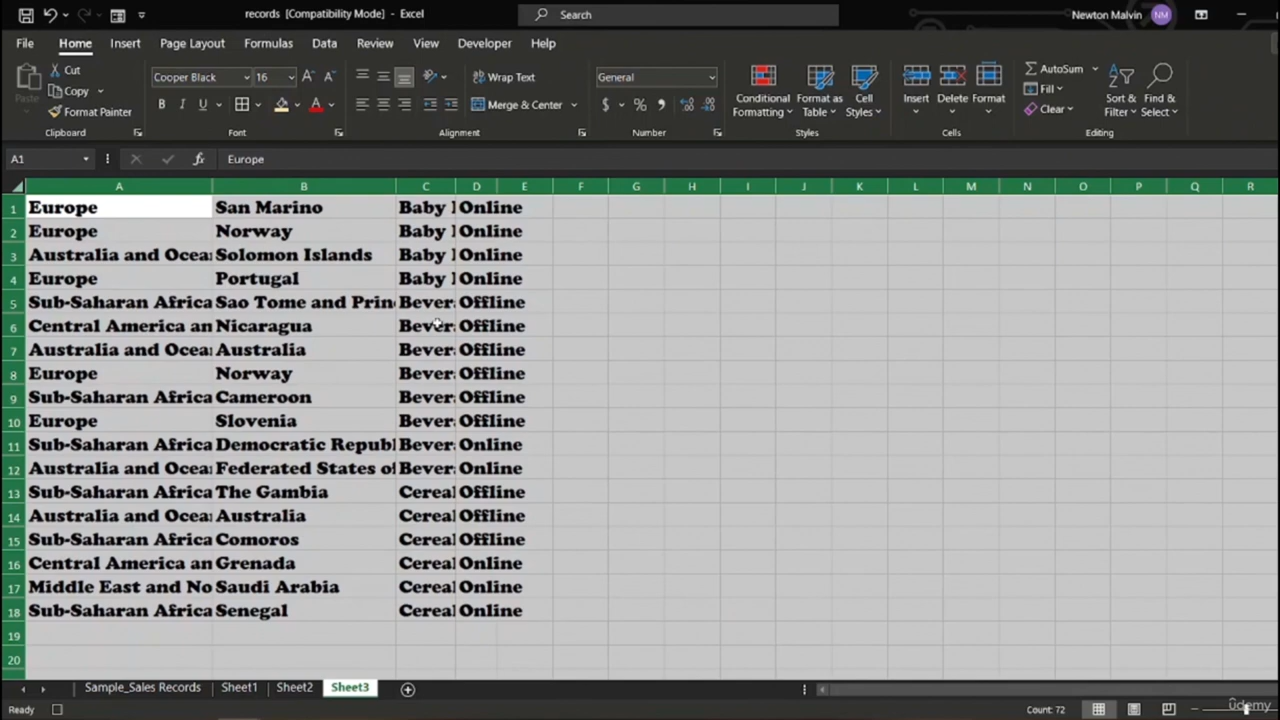 records [Compatibility Mode] - Excel
Search
Newton Malvin NM
File Home Insert Page Layout Formulas Data Review View Developer Help
Cut
Copy
Format Painter
Paste
Clipboard
Cooper Black 16
B I U
Font
Wrap Text
Merge & Center
Alignment
General
$ % ,
Number
Conditional Formatting
Format as Table
Cell Styles
Styles
Insert Delete Format
Cells
AutoSum
Fill
Clear
Sort & Filter
Find & Select
Editing
A1 fx Europe
A B C D E F G H I J K L M N O P Q R
1 Europe San Marino Baby Online
2 Europe Norway Baby Online
3 Australia and Ocea Solomon Islands Baby Online
4 Europe Portugal Baby Online
5 Sub-Saharan Africa Sao Tome and Prin Bever Offline
6 Central America an Nicaragua Bever Offline
7 Australia and Ocea Australia Bever Offline
8 Europe Norway Bever Offline
9 Sub-Saharan Africa Cameroon Bever Offline
10 Europe Slovenia Bever Offline
11 Sub-Saharan Africa Democratic Republ Bever Online
12 Australia and Ocea Federated States of Bever Online
13 Sub-Saharan Africa The Gambia Cereal Offline
14 Australia and Ocea Australia Cereal Offline
15 Sub-Saharan Africa Comoros Cereal Offline
16 Central America an Grenada Cereal Online
17 Middle East and No Saudi Arabia Cereal Online
18 Sub-Saharan Africa Senegal Cereal Online
19
20
Sample_Sales Records Sheet1 Sheet2 Sheet3
Ready
Count: 72
udemy